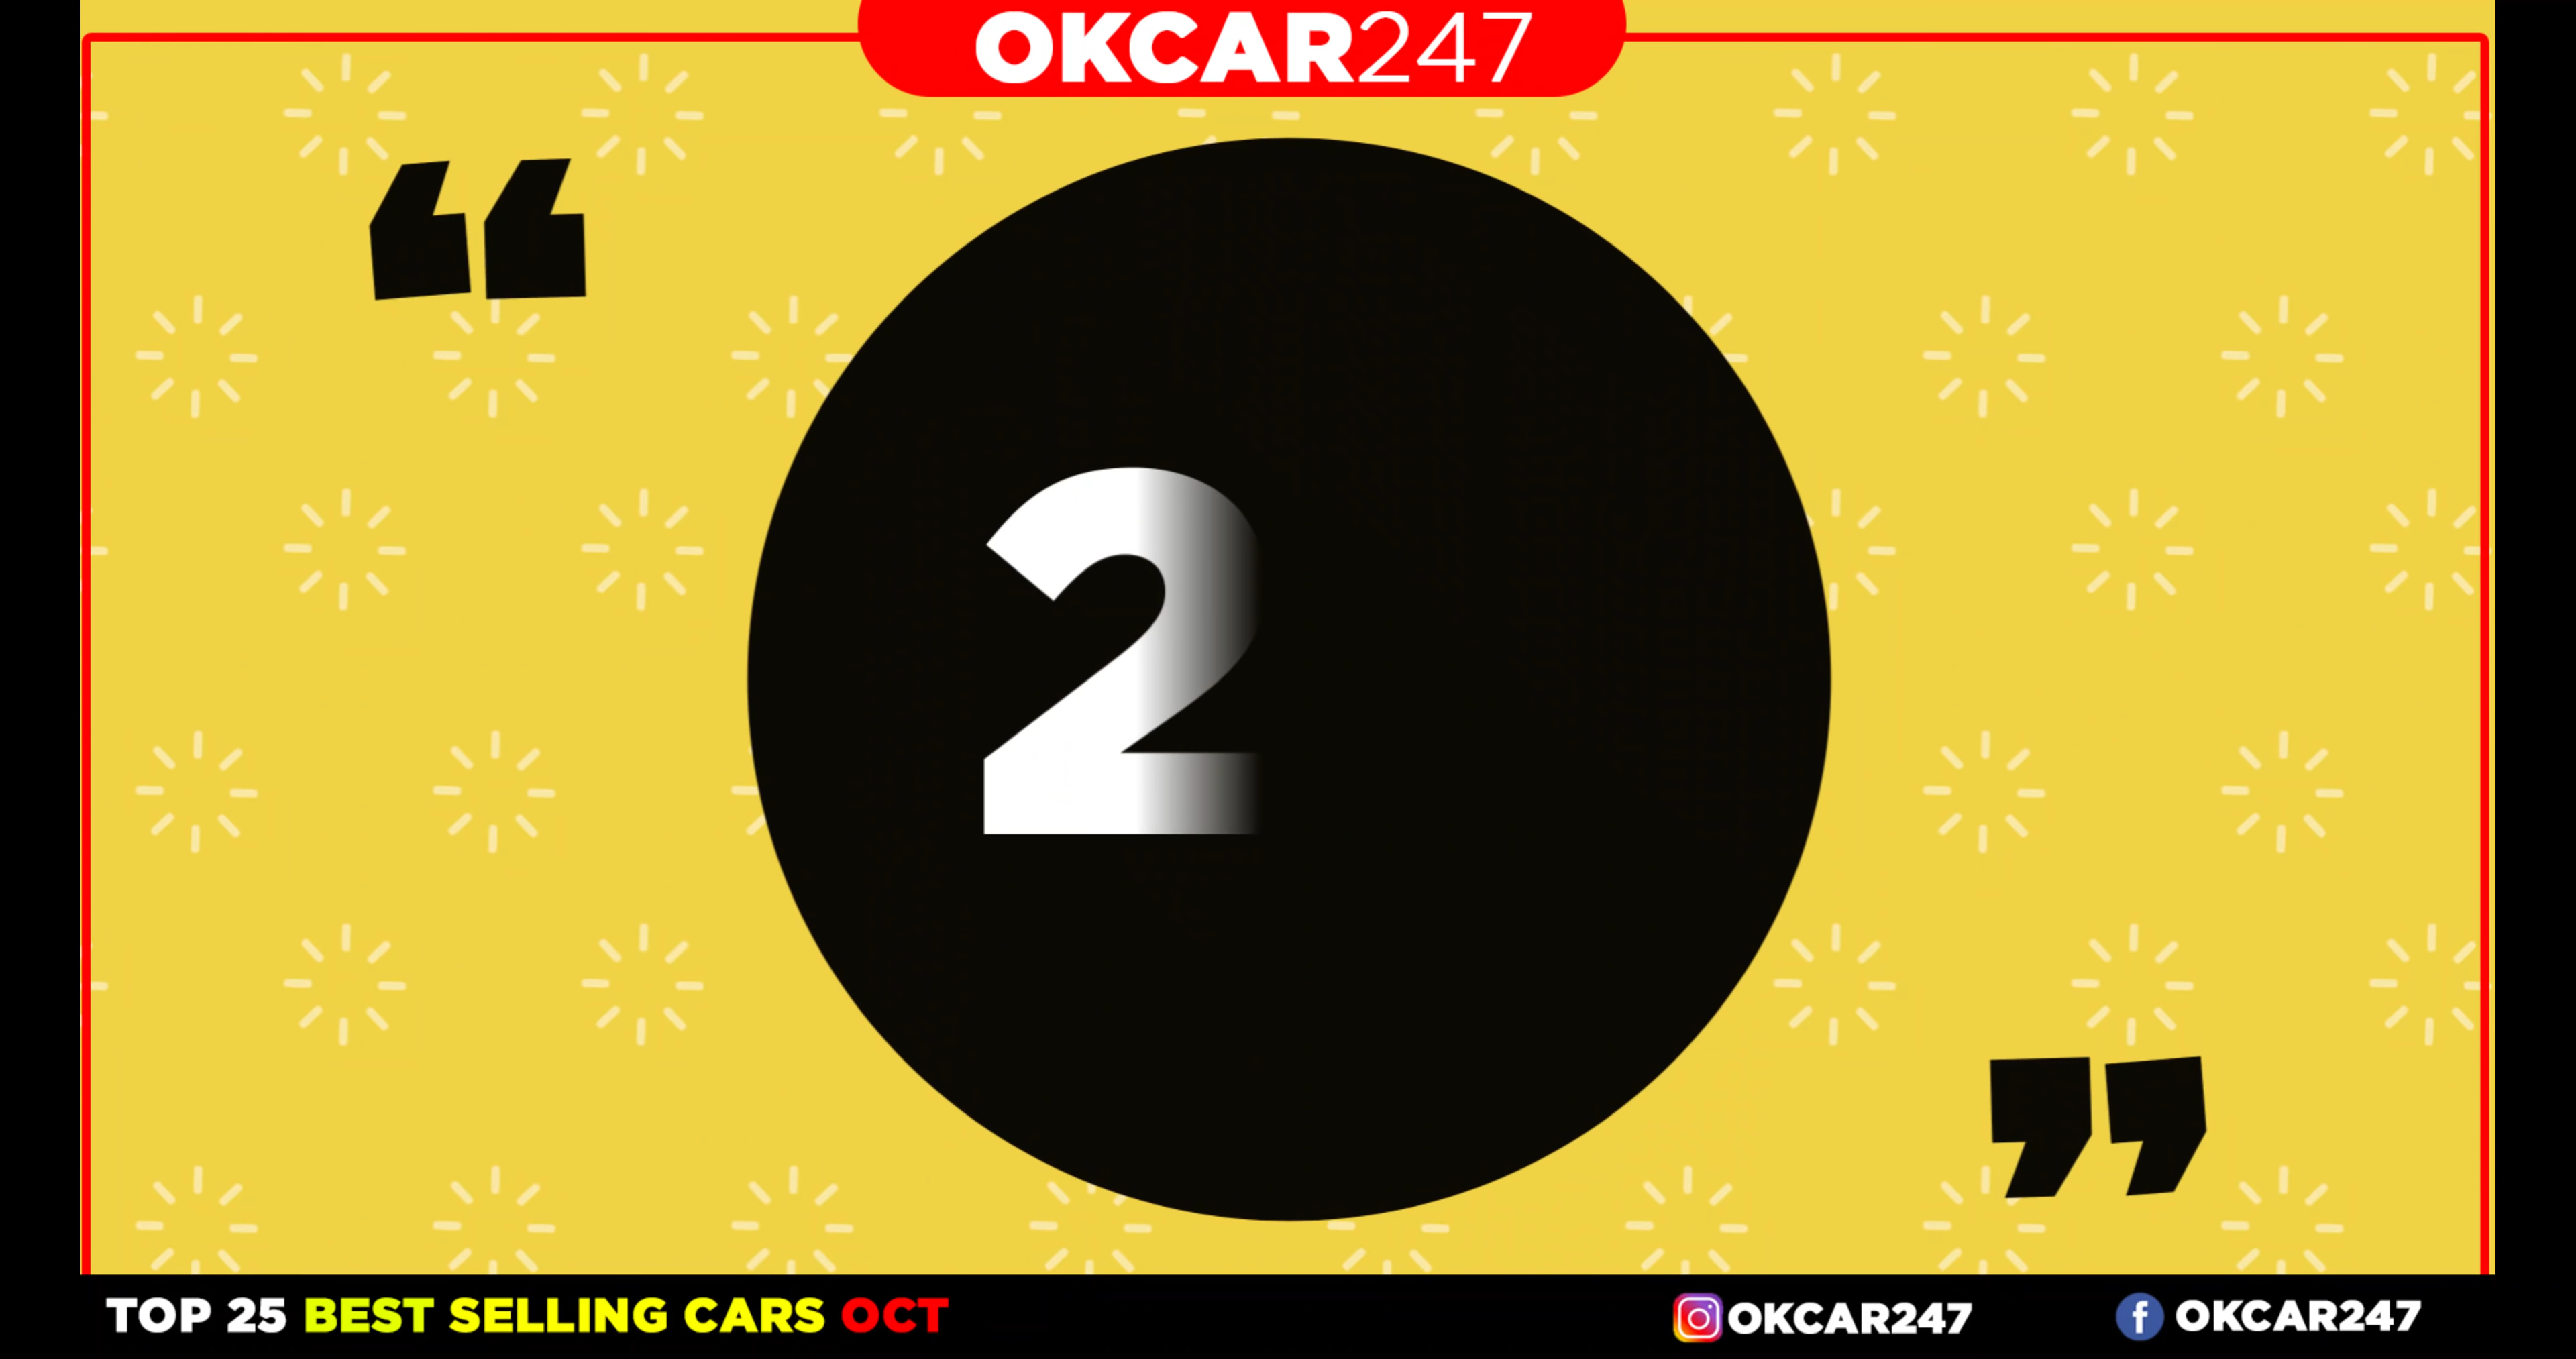 OKCAR247
“
2
”
TOP 25 BEST SELLING CARS OCT
OKCAR247
OKCAR247